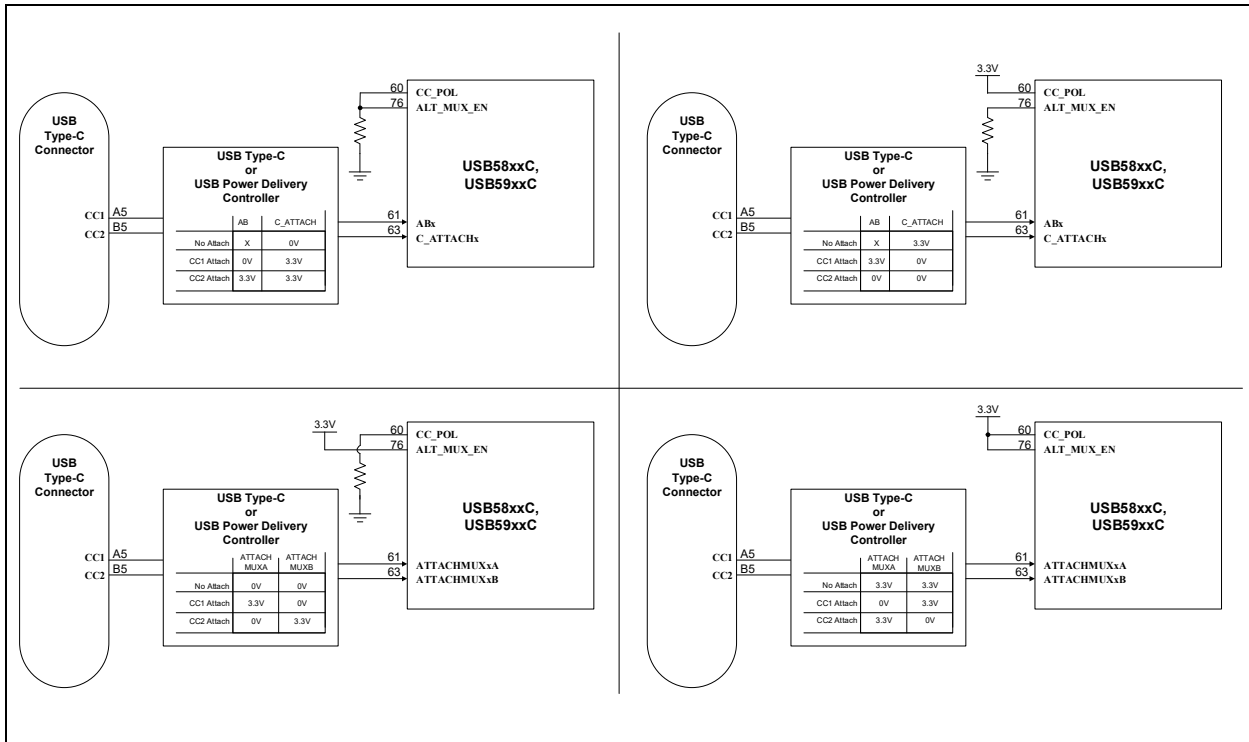 USB
Type-C
Connector
CC1 A5
CC2 B5
USB Type-C
or
USB Power Delivery
Controller
AB C_ATTACH
No Attach X 0V
CC1 Attach 0V 3.3V
CC2 Attach 3.3V 3.3V
60 CC_POL
76 ALT_MUX_EN
USB58xxC,
USB59xxC
61 ABx
63 C_ATTACHx
USB
Type-C
Connector
CC1 A5
CC2 B5
USB Type-C
or
USB Power Delivery
Controller
AB C_ATTACH
No Attach X 3.3V
CC1 Attach 3.3V 0V
CC2 Attach 0V 0V
3.3V
60 CC_POL
76 ALT_MUX_EN
USB58xxC,
USB59xxC
61 ABx
63 C_ATTACHx
USB
Type-C
Connector
CC1 A5
CC2 B5
USB Type-C
or
USB Power Delivery
Controller
ATTACH ATTACH
MUXA MUXB
No Attach 0V 0V
CC1 Attach 3.3V 0V
CC2 Attach 0V 3.3V
3.3V
60 CC_POL
76 ALT_MUX_EN
USB58xxC,
USB59xxC
61 ATTACHMUXxA
63 ATTACHMUXxB
USB
Type-C
Connector
CC1 A5
CC2 B5
USB Type-C
or
USB Power Delivery
Controller
ATTACH ATTACH
MUXA MUXB
No Attach 3.3V 3.3V
CC1 Attach 0V 3.3V
CC2 Attach 3.3V 0V
3.3V
60 CC_POL
76 ALT_MUX_EN
USB58xxC,
USB59xxC
61 ATTACHMUXxA
63 ATTACHMUXxB